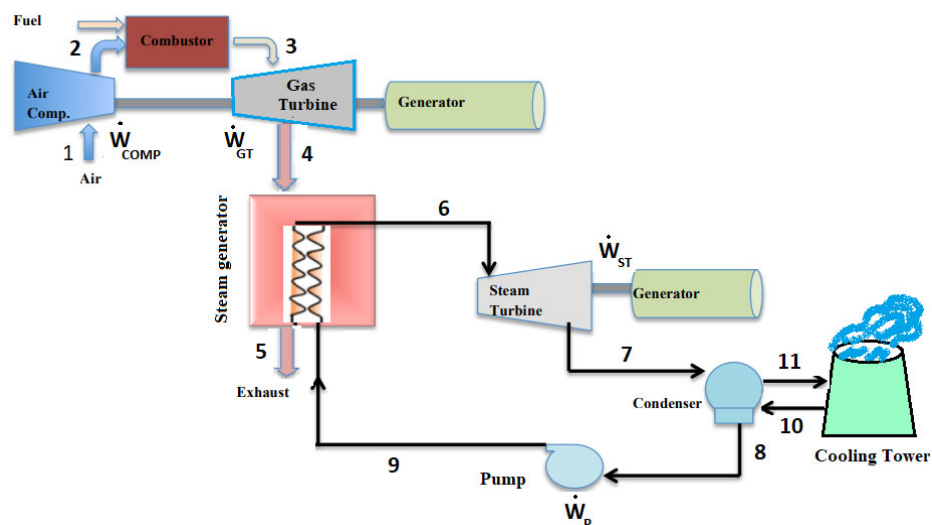 Fuel
2
Combustor
3
Air
Comp.
Gas
Turbine
Generator
1
Ẇ COMP
Ẇ GT
4
Air
Steam generator
6
Ẇ ST
Steam
Turbine
Generator
5
Exhaust
7
11
Condenser
10
9
8
Pump
Cooling Tower
Ẇ P